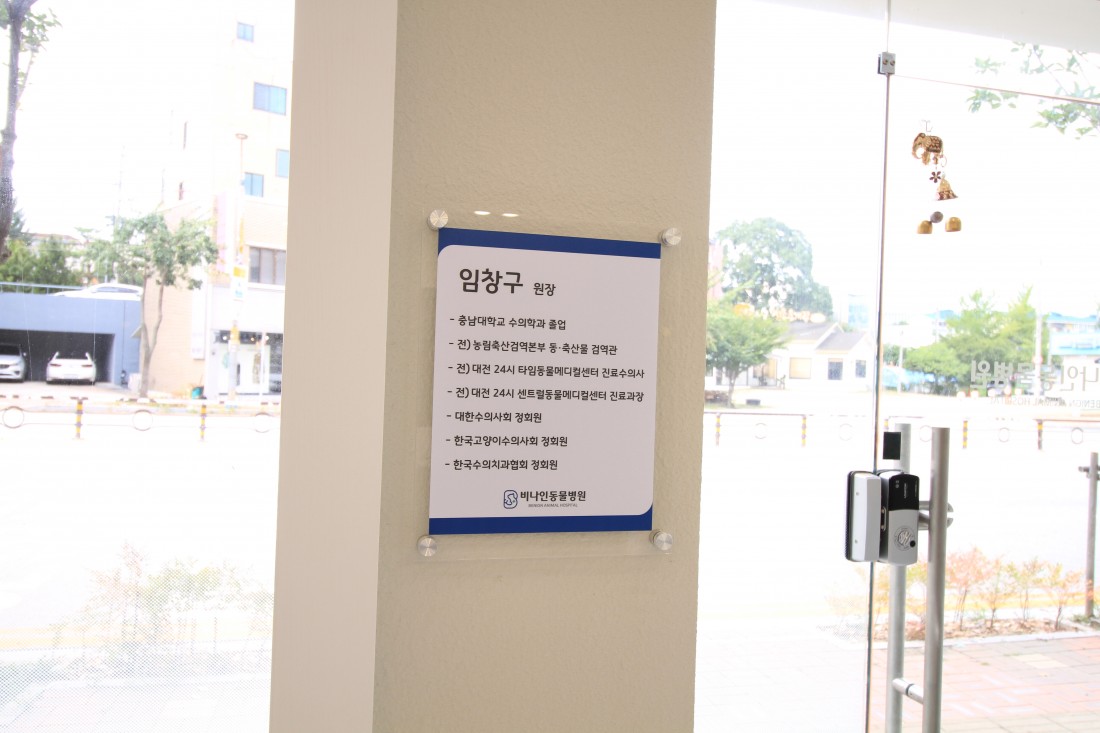 임창구 원장
- 충남대학교 수의학과 졸업
- 전) 농림축산검역본부 동·축산물 검역관
- 전) 대전 24시 타임동물메디컬센터 진료수의사
- 전) 대전 24시 센트럴동물메디컬센터 진료과장
- 대한수의사회 정회원
- 한국고양이수의사회 정회원
- 한국수의치과협회 정회원
비나인동물병원
BENIGN ANIMAL HOSPITAL